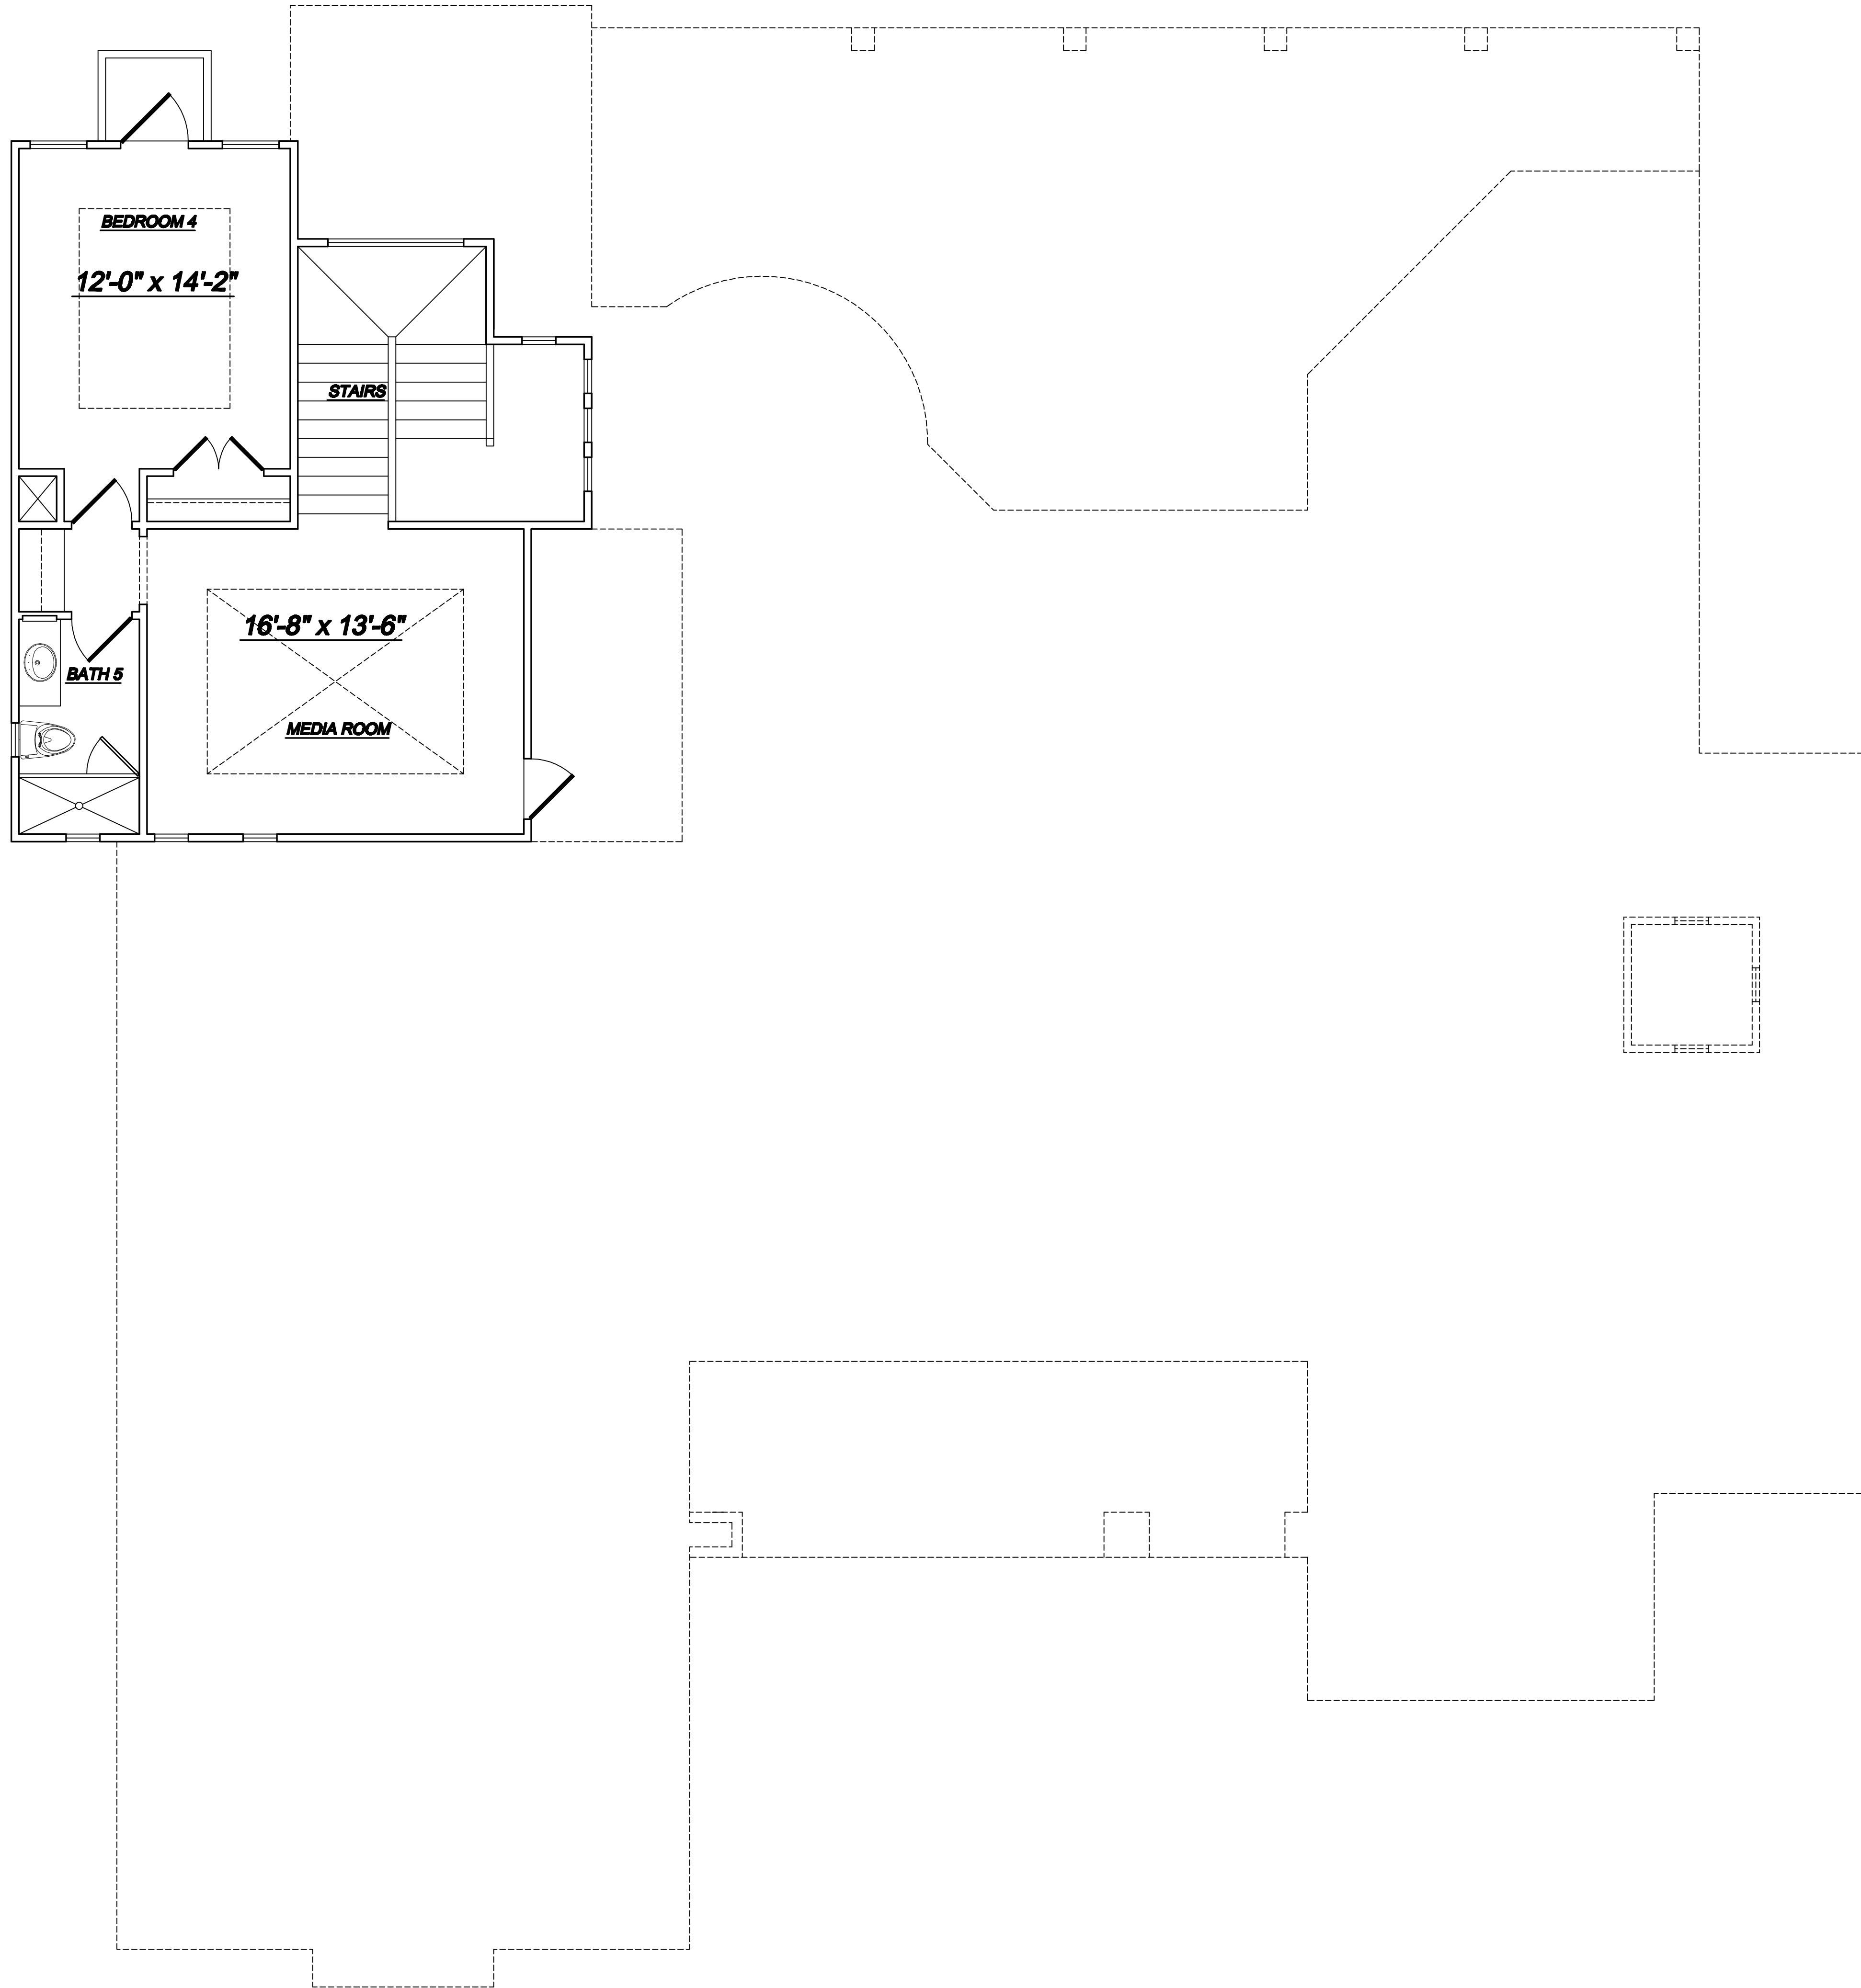 BEDROOM 4
12'-0" x 14'-2"
STAIRS
16'-8" x 13'-6"
BATH 5
MEDIA ROOM